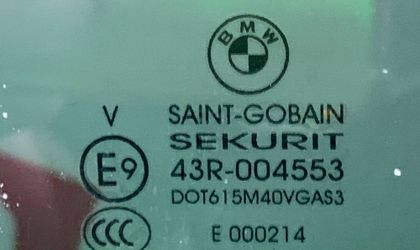 BMW
V SAINT-GOBAIN
SEKURIT
E9 43R-004553
DOT615M40VGAS3
CCC E 000214